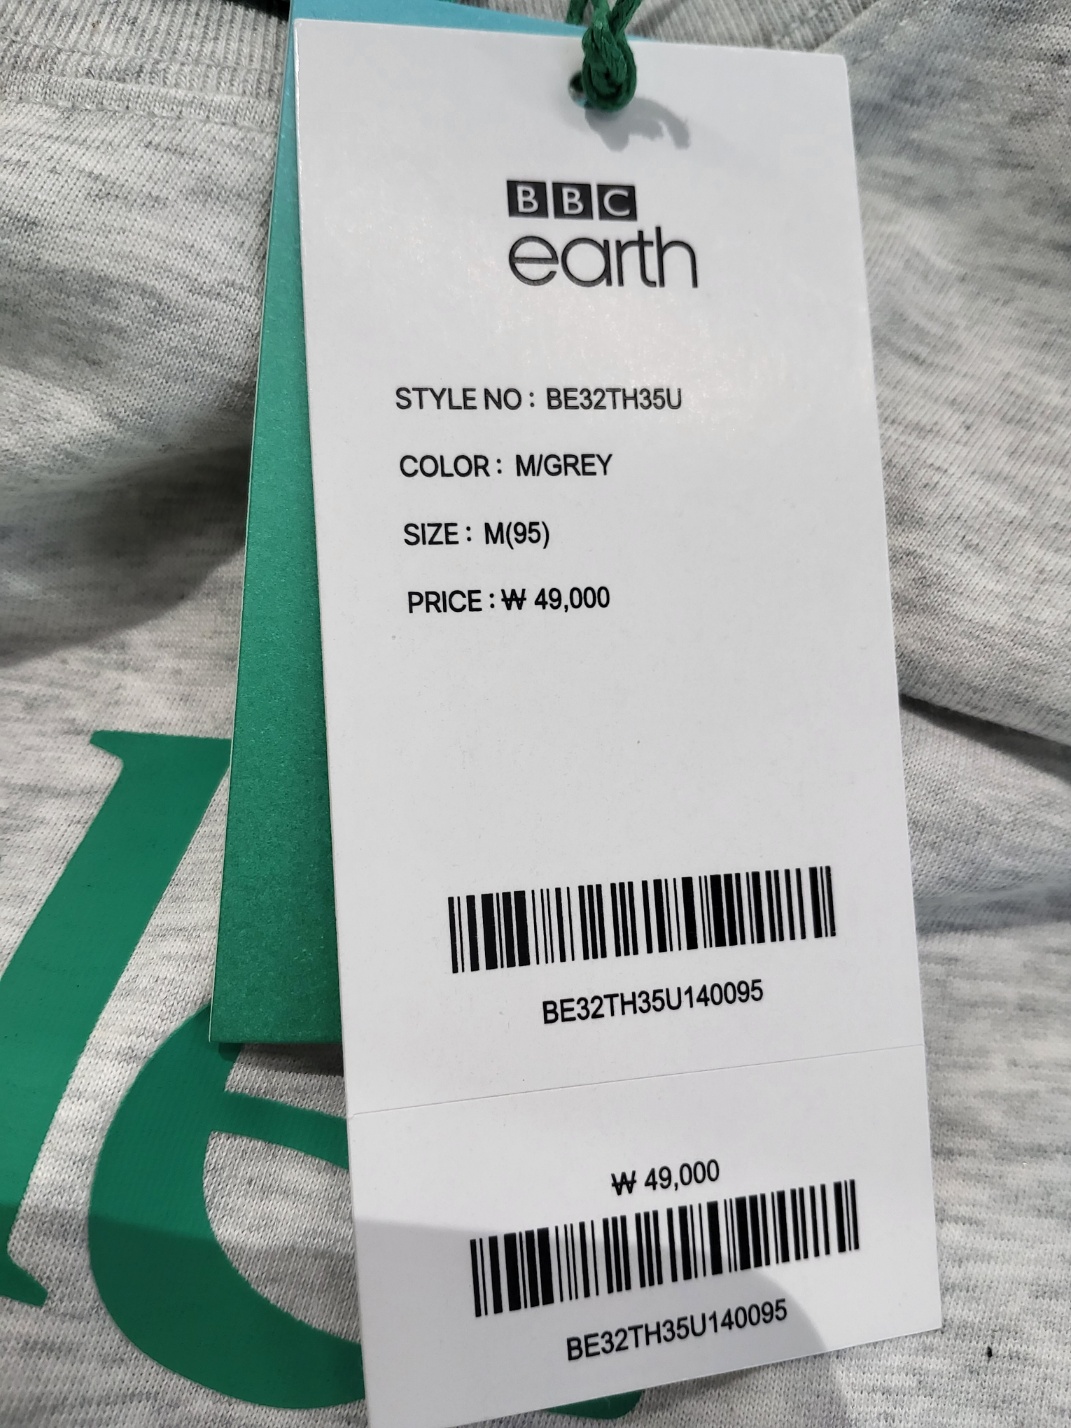 BBC
earth
STYLE NO : BE32TH35U
COLOR : M/GREY
SIZE : M(95)
PRICE : ₩ 49,000
BE32TH35U140095
₩ 49,000
BE32TH35U140095